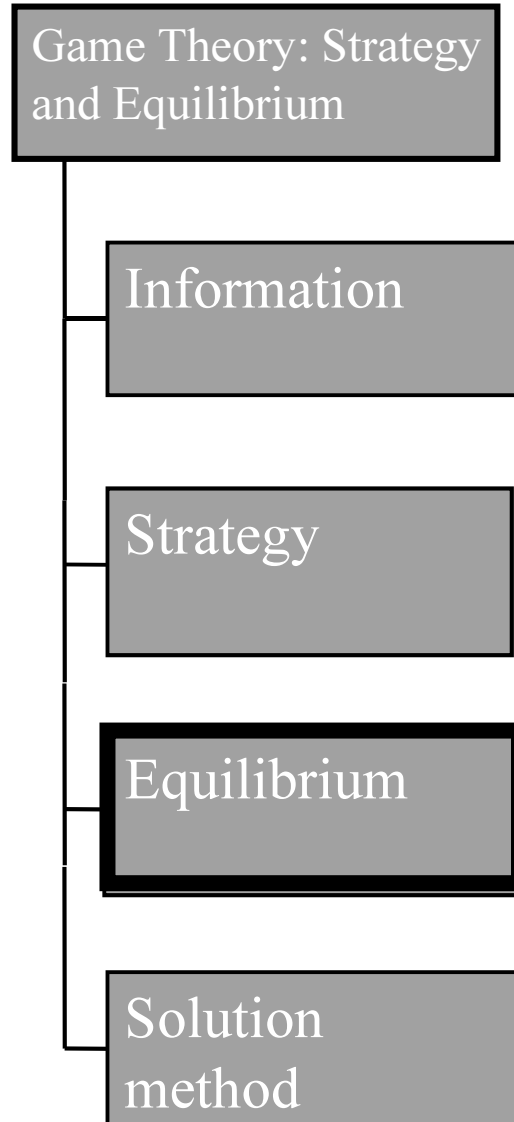 Game Theory: Strategy
and Equilibrium
Information
Strategy
Equilibrium
Solution
method